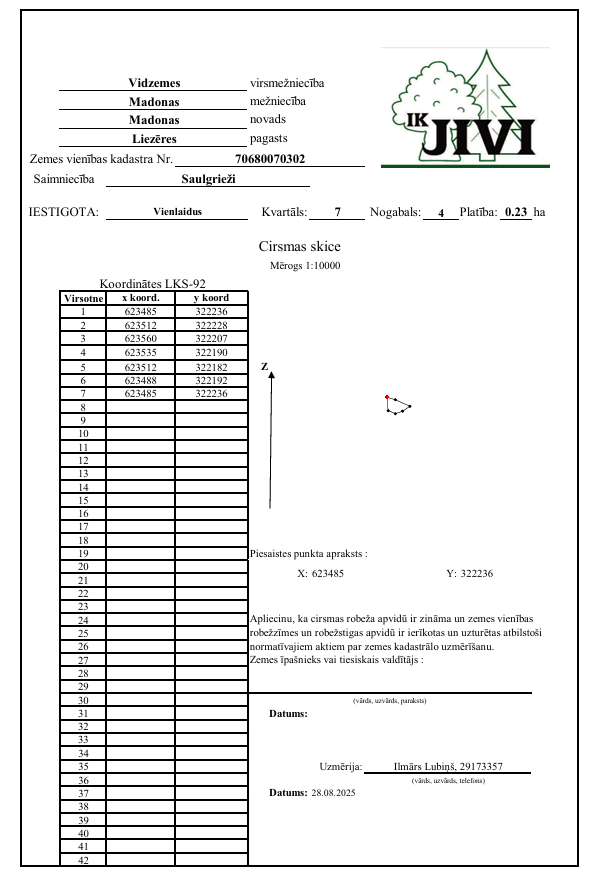 IK JIVI
Vidzemes virsmežniecība
Madonas mežniecība
Madonas novads
Liezēres pagasts
Zemes vienības kadastra Nr. 70680070302
Saimniecība Saulgrieži
IESTIGOTA: Vienlaidus Kvartāls: 7 Nogabals: 4 Platība: 0.23 ha
Cirsmas skice
Mērogs 1:10000
Koordinātes LKS-92
Virsotne x koord. y koord
1 623485 322236
2 623512 322228
3 623560 322207
4 623535 322190
5 623512 322182
6 623488 322192
7 623485 322236
8
9
10
11
12
13
14
15
16
17
18
19
20
21
22
23
24
25
26
27
28
29
30
31
32
33
34
35
36
37
38
39
40
41
42
Z
Piesaistes punkta apraksts :
X: 623485 Y: 322236
Apliecinu, ka cirsmas robeža apvidū ir zināma un zemes vienības
robežzīmes un robežstigas apvidū ir ierīkotas un uzturētas atbilstoši
normatīvajiem aktiem par zemes kadastrālo uzmērīšanu.
Zemes īpašnieks vai tiesiskais valdītājs :
(vārds, uzvārds, paraksts)
Datums:
Uzmērija: Ilmārs Lubiņš, 29173357
(vārds, uzvārds, telefons)
Datums: 28.08.2025